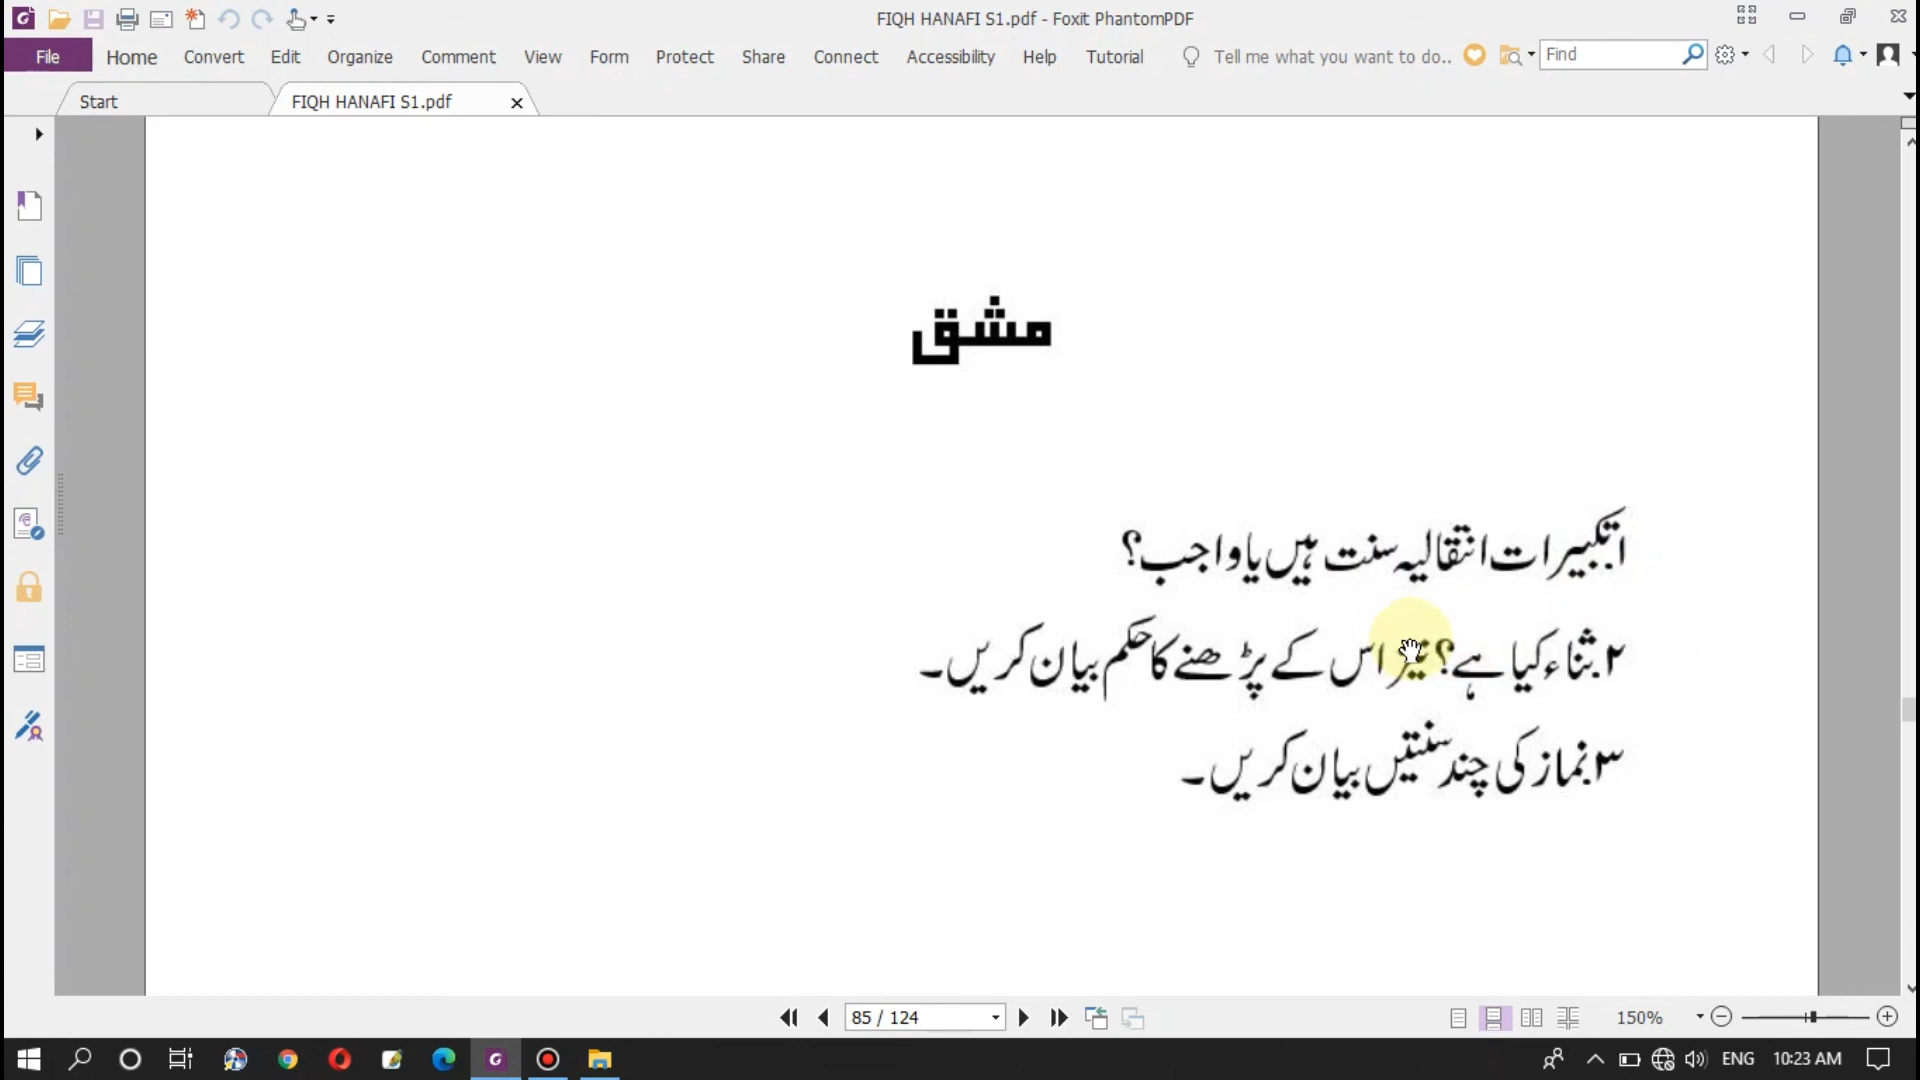 FIQH HANAFI S1.pdf - Foxit PhantomPDF
File Home Convert Edit Organize Comment View Form Protect Share Connect Accessibility Help Tutorial Tell me what you want to do.. Find
Start FIQH HANAFI S1.pdf
مشق
۱.تکبیرات انتقالیہ سنت ہیں یا واجب؟
۲.ثناء کیا ہے؟ نیز اس کے پڑھنے کا حکم بیان کریں۔
۳.نماز کی چند سنتیں بیان کریں۔
85 / 124 150%
ENG 10:23 AM